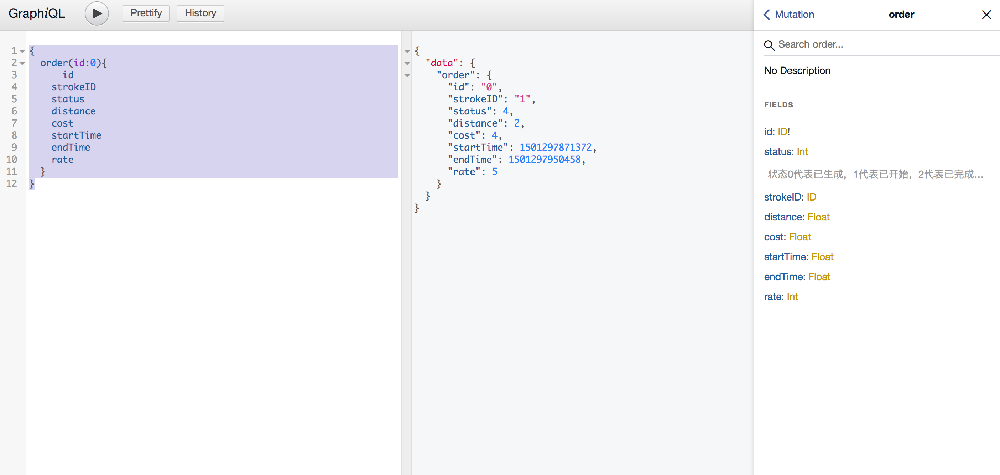 GraphiQL
Prettify
History
1 {
2 order(id:0){
3 id
4 strokeID
5 status
6 distance
7 cost
8 startTime
9 endTime
10 rate
11 }
12 }
{
"data": {
"order": {
"id": "0",
"strokeID": "1",
"status": 4,
"distance": 2,
"cost": 4,
"startTime": 1501297871372,
"endTime": 1501297950458,
"rate": 5
}
}
}
Mutation
order
Search order...
No Description
FIELDS
id: ID!
status: Int
状态0代表已生成，1代表已开始，2代表已完成...
strokeID: ID
distance: Float
cost: Float
startTime: Float
endTime: Float
rate: Int